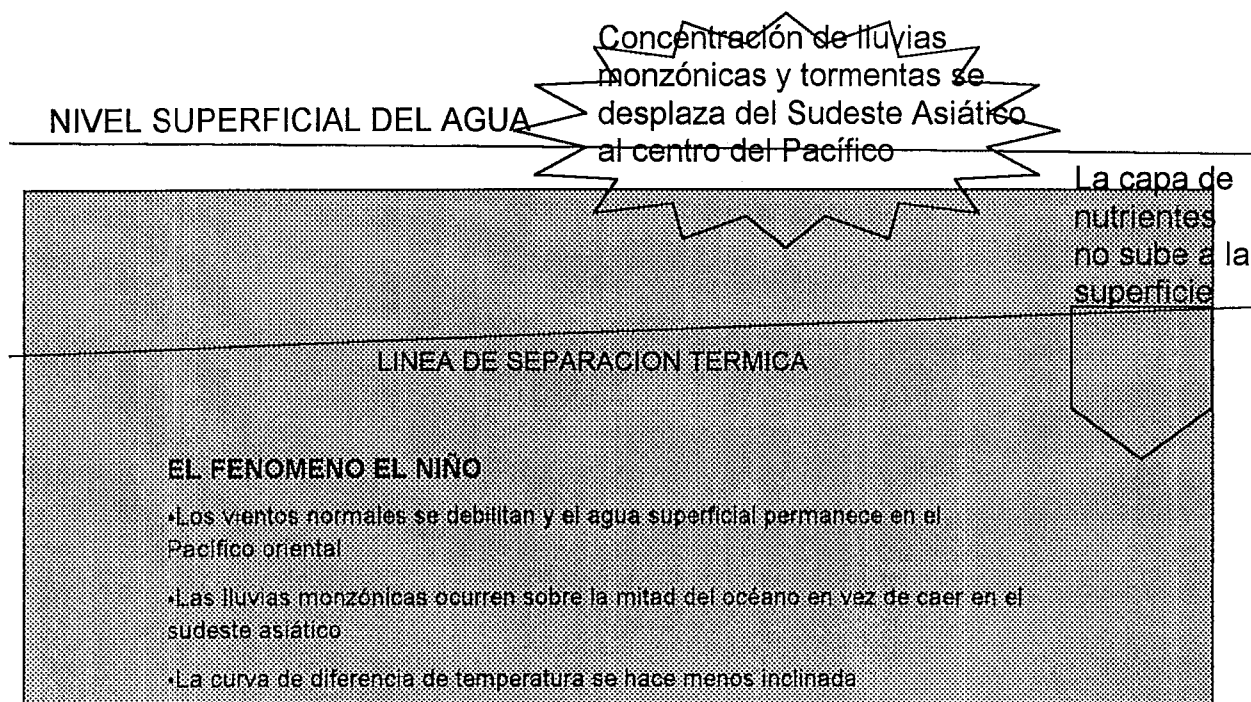 Concentración de lluvias
monzónicas y tormentas se
desplaza del Sudeste Asiático
al centro del Pacífico
NIVEL SUPERFICIAL DEL AGUA
La capa de
nutrientes
no sube a la
superficie
LINEA DE SEPARACION TERMICA
EL FENOMENO EL NIÑO
•Los vientos normales se debilitan y el agua superficial permanece en el
Pacífico oriental
•Las lluvias monzónicas ocurren sobre la mitad del océano en vez de caer en el
sudeste asiático
•La curva de diferencia de temperatura se hace menos inclinada